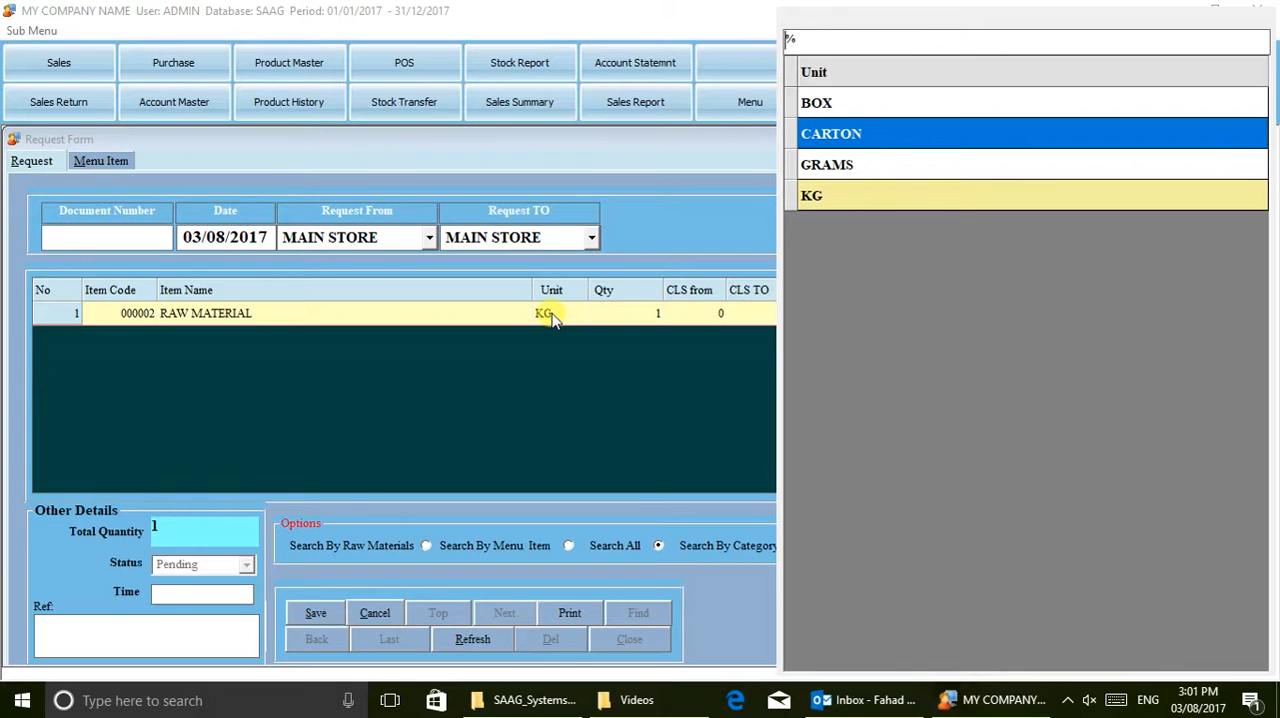 MY COMPANY NAME User: ADMIN Database: SAAG Period: 01/01/2017 - 31/12/2017
Sub Menu
Sales Purchase Product Master POS Stock Report Account Statemnt
Sales Return Account Master Product History Stock Transfer Sales Summary Sales Report Menu
Request Form
Request Menu Item
Document Number Date Request From Request TO
03/08/2017 MAIN STORE MAIN STORE
No Item Code Item Name Unit Qty CLS from CLS TO
1 000002 RAW MATERIAL KG 1 0
Other Details
Total Quantity 1
Status Pending
Time
Ref:
Options
Search By Raw Materials Search By Menu Item Search All Search By Category
Save Cancel Top Next Print Find
Back Last Refresh Del Close
%
Unit
BOX
CARTON
GRAMS
KG
Type here to search SAAG_Systems... Videos Inbox - Fahad ... MY COMPANY... ENG 3:01 PM
03/08/2017 1